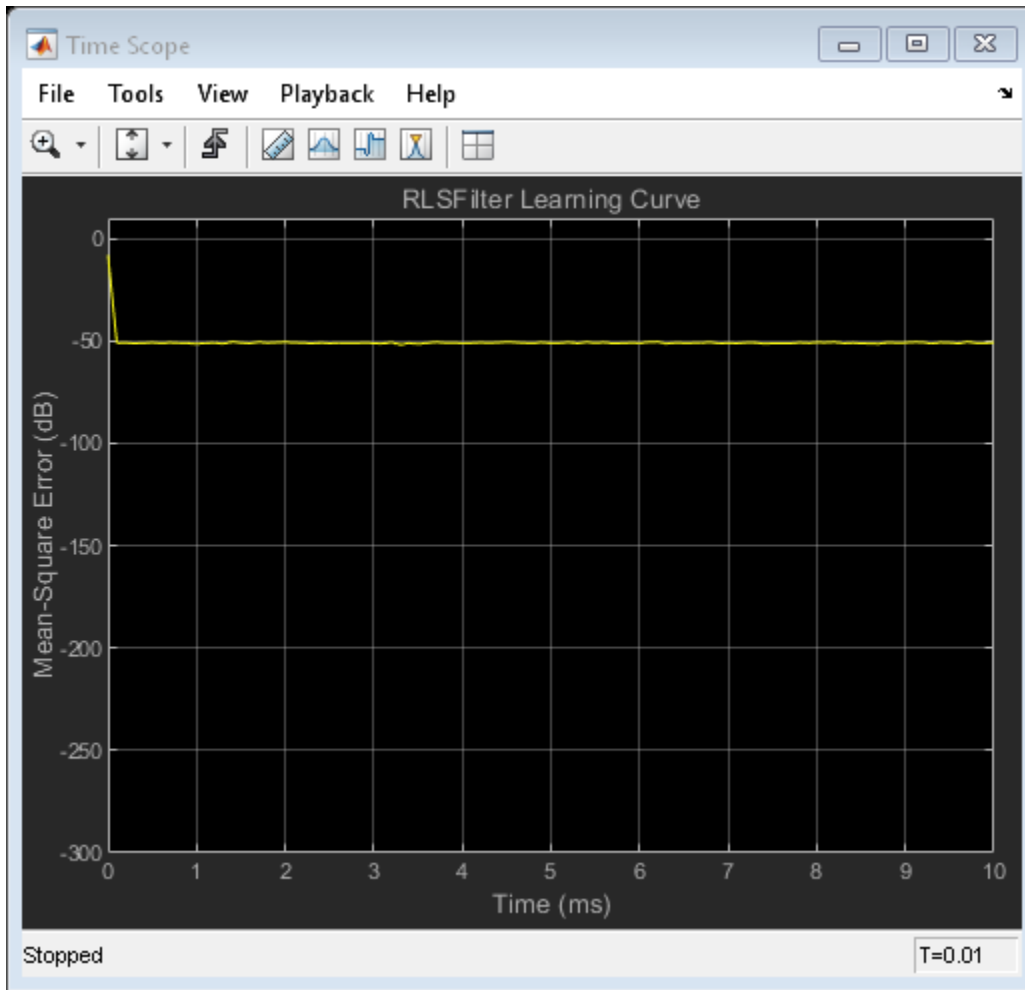 Time Scope
File Tools View Playback Help
RLSFilter Learning Curve
Mean-Square Error (dB)
0
-50
-100
-150
-200
-250
-300
0 1 2 3 4 5 6 7 8 9 10
Time (ms)
Stopped T=0.01